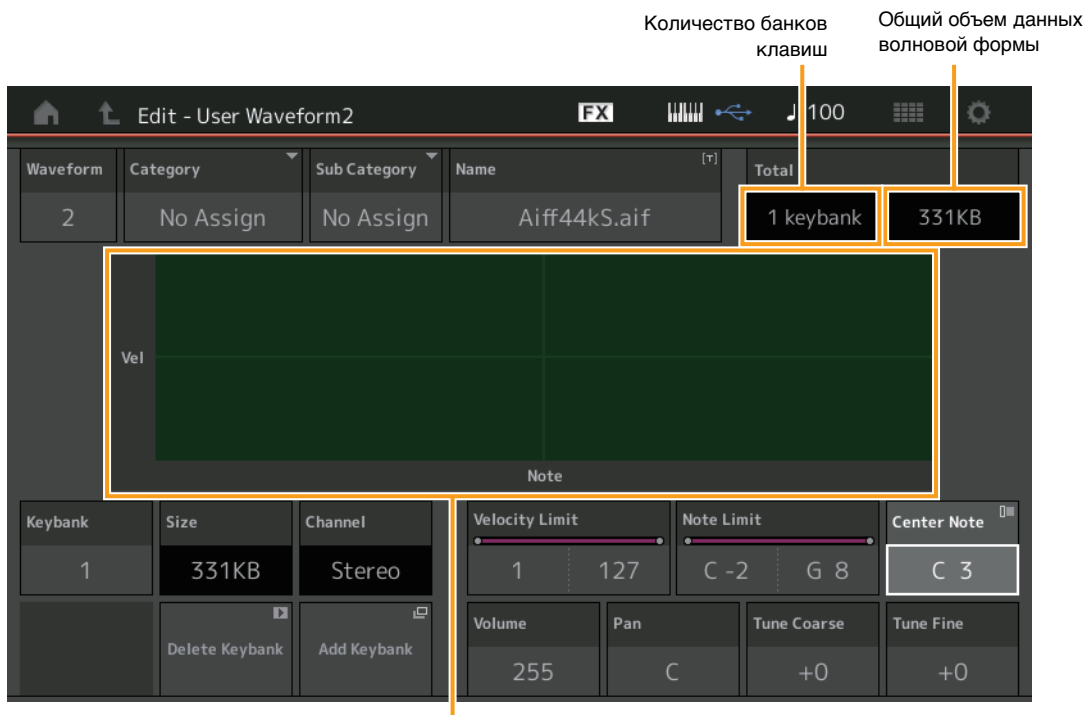 Количество банков
клавиш
Общий объем данных
волновой формы
Edit - User Waveform2
FX
♩ 100
Waveform
Category
Sub Category
Name
[T]
Total
2
No Assign
No Assign
Aiff44kS.aif
1 keybank
331KB
Vel
Note
Keybank
Size
Channel
Velocity Limit
Note Limit
Center Note
1
331KB
Stereo
1
127
C -2
G 8
C 3
Delete Keybank
Add Keybank
Volume
Pan
Tune Coarse
Tune Fine
255
C
+0
+0